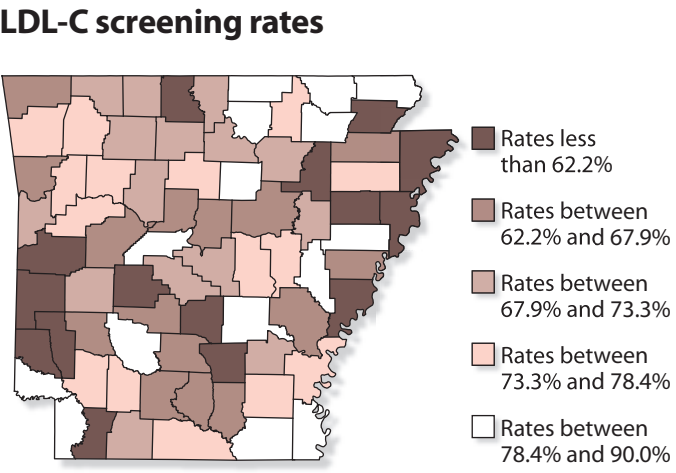 LDL-C screening rates
Rates less
than 62.2%
Rates between
62.2% and 67.9%
Rates between
67.9% and 73.3%
Rates between
73.3% and 78.4%
Rates between
78.4% and 90.0%